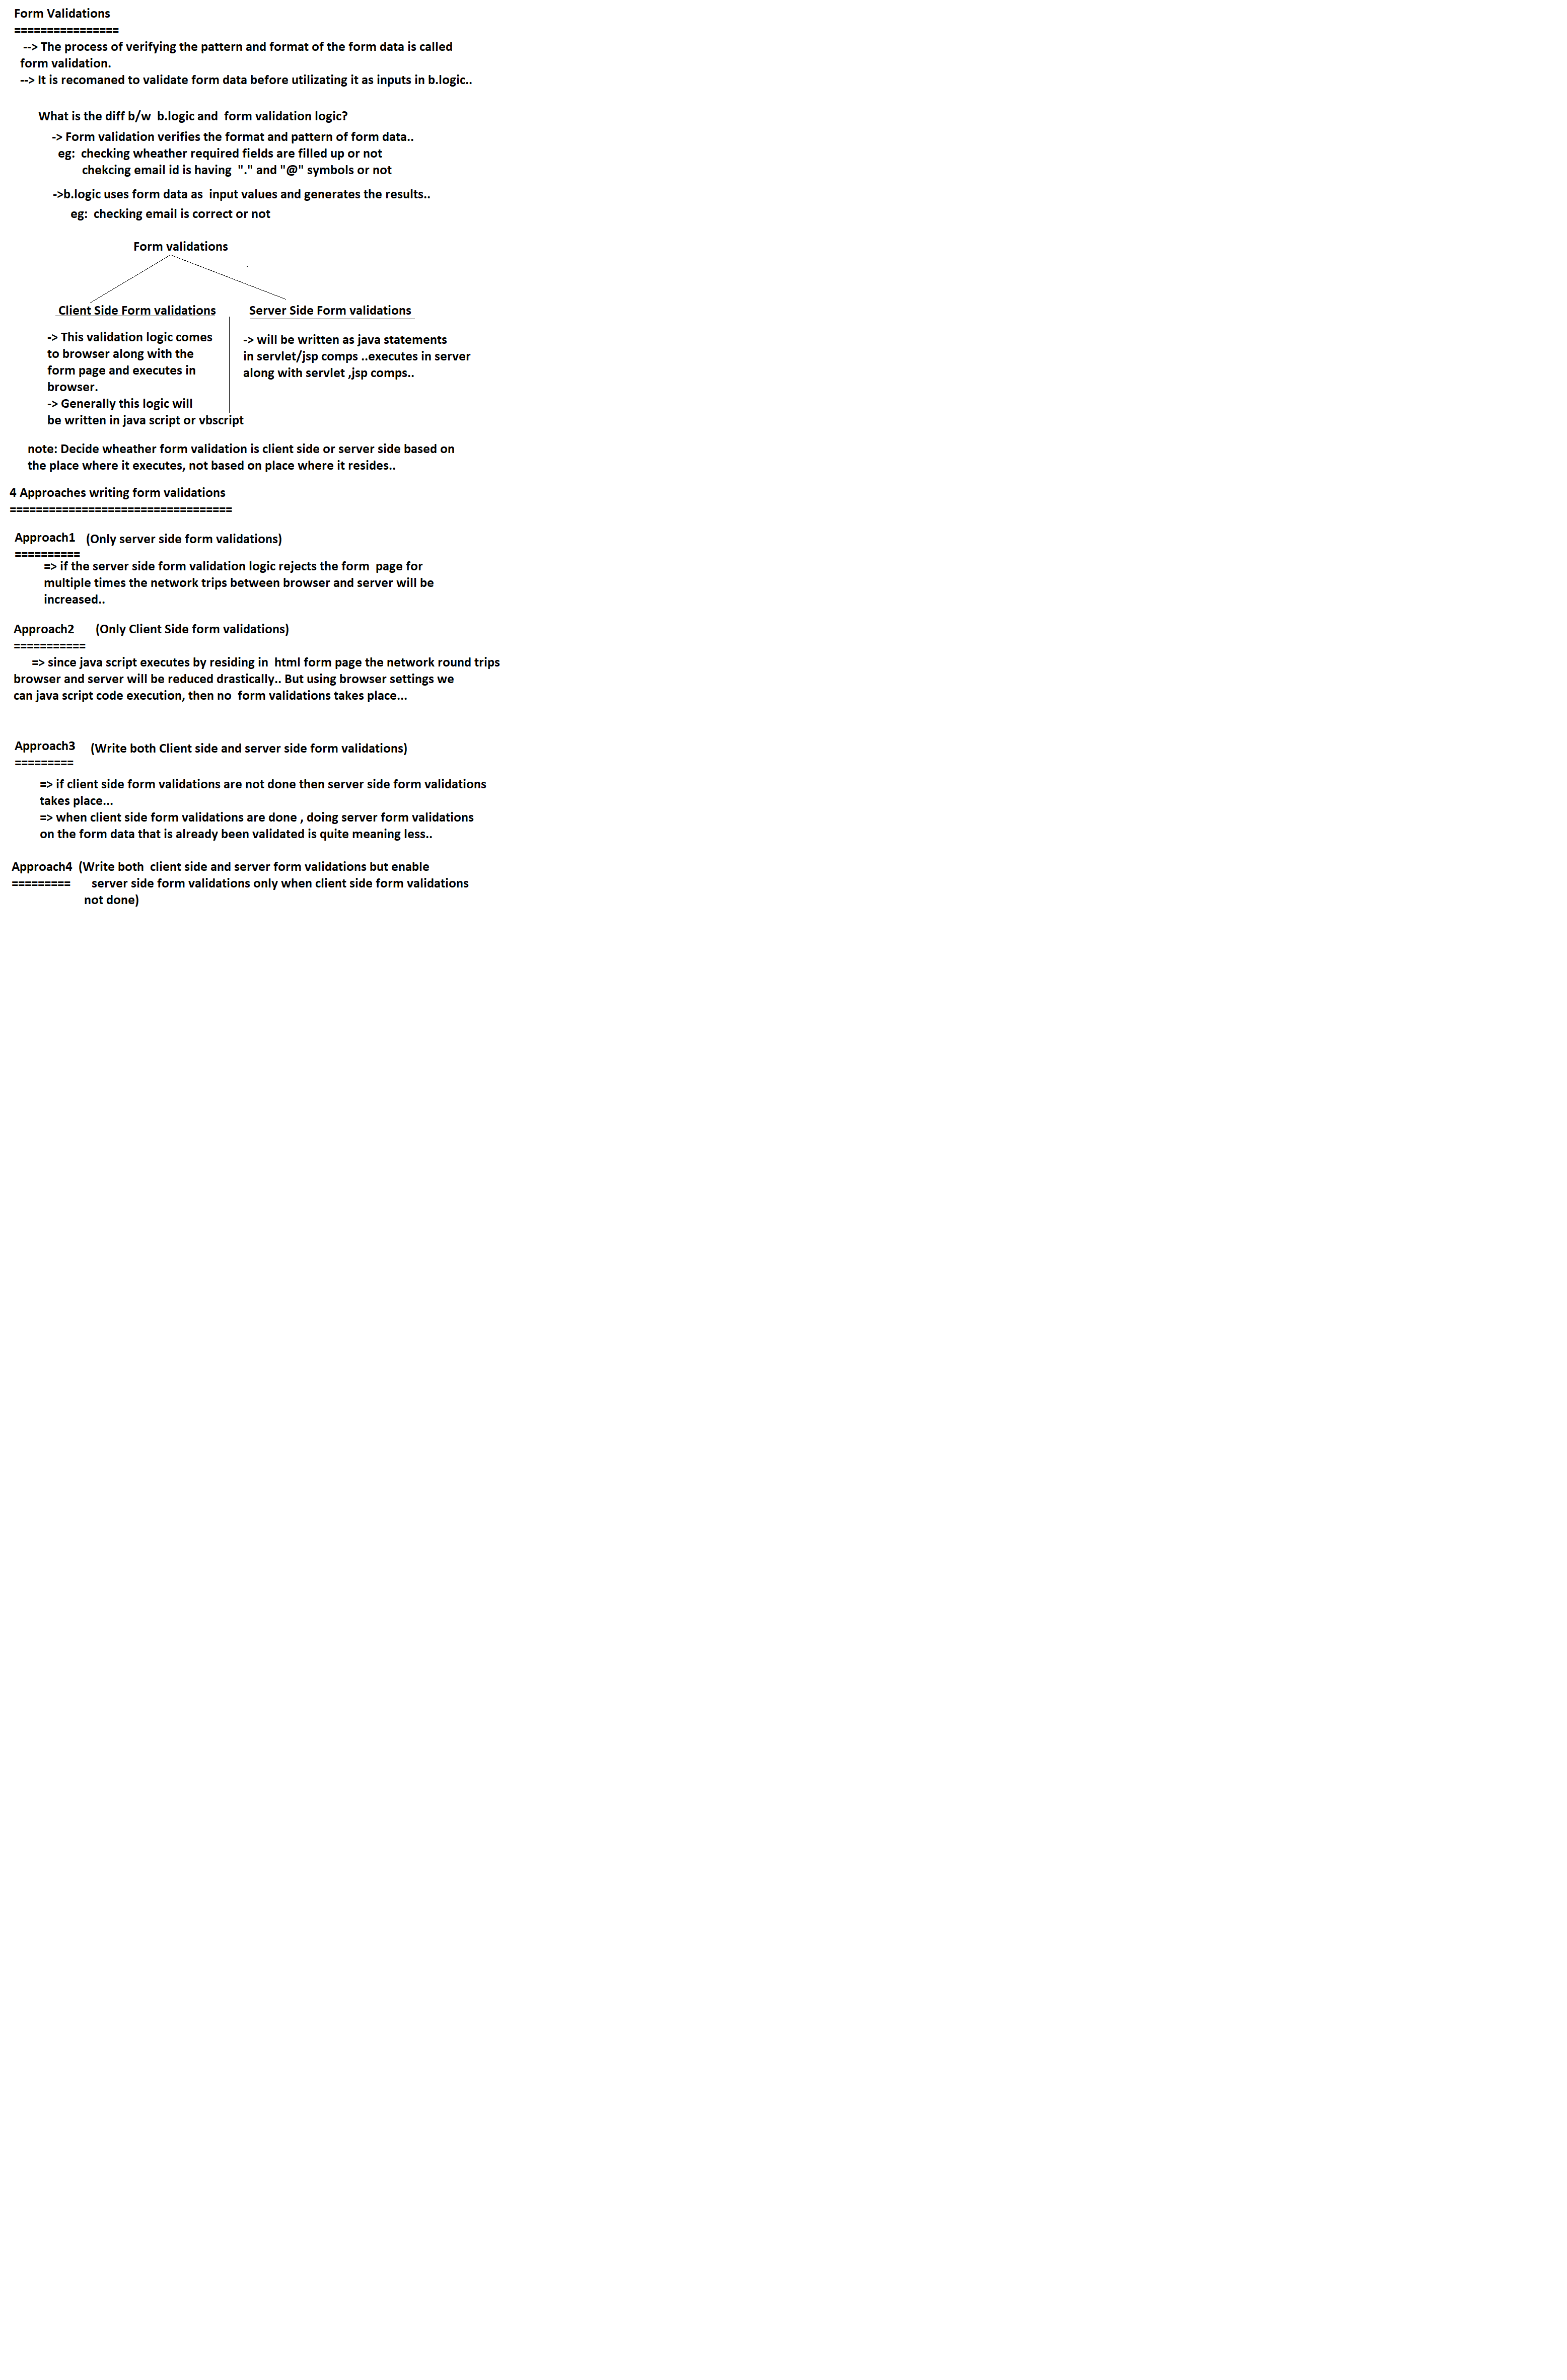 Form Validations
================
--> The process of verifying the pattern and format of the form data is called
form validation.
--> It is recomaned to validate form data before utilizating it as inputs in b.logic..
What is the diff b/w  b.logic and  form validation logic?
-> Form validation verifies the format and pattern of form data..
eg:  checking wheather required fields are filled up or not
chekcing email id is having  "." and "@" symbols or not
->b.logic uses form data as  input values and generates the results..
eg:  checking email is correct or not
Form validations
Client Side Form validations
-> This validation logic comes
to browser along with the
form page and executes in
browser.
-> Generally this logic will
be written in java script or vbscript
Server Side Form validations
-> will be written as java statements
in servlet/jsp comps ..executes in server
along with servlet ,jsp comps..
note: Decide wheather form validation is client side or server side based on
the place where it executes, not based on place where it resides..
4 Approaches writing form validations
==================================
Approach1   (Only server side form validations)
==========
=> if the server side form validation logic rejects the form  page for
multiple times the network trips between browser and server will be
increased..
Approach2      (Only Client Side form validations)
===========
=> since java script executes by residing in  html form page the network round trips
browser and server will be reduced drastically.. But using browser settings we
can java script code execution, then no  form validations takes place...
Approach3    (Write both Client side and server side form validations)
=========
=> if client side form validations are not done then server side form validations
takes place...
=> when client side form validations are done , doing server form validations
on the form data that is already been validated is quite meaning less..
Approach4  (Write both  client side and server form validations but enable
=========      server side form validations only when client side form validations
not done)